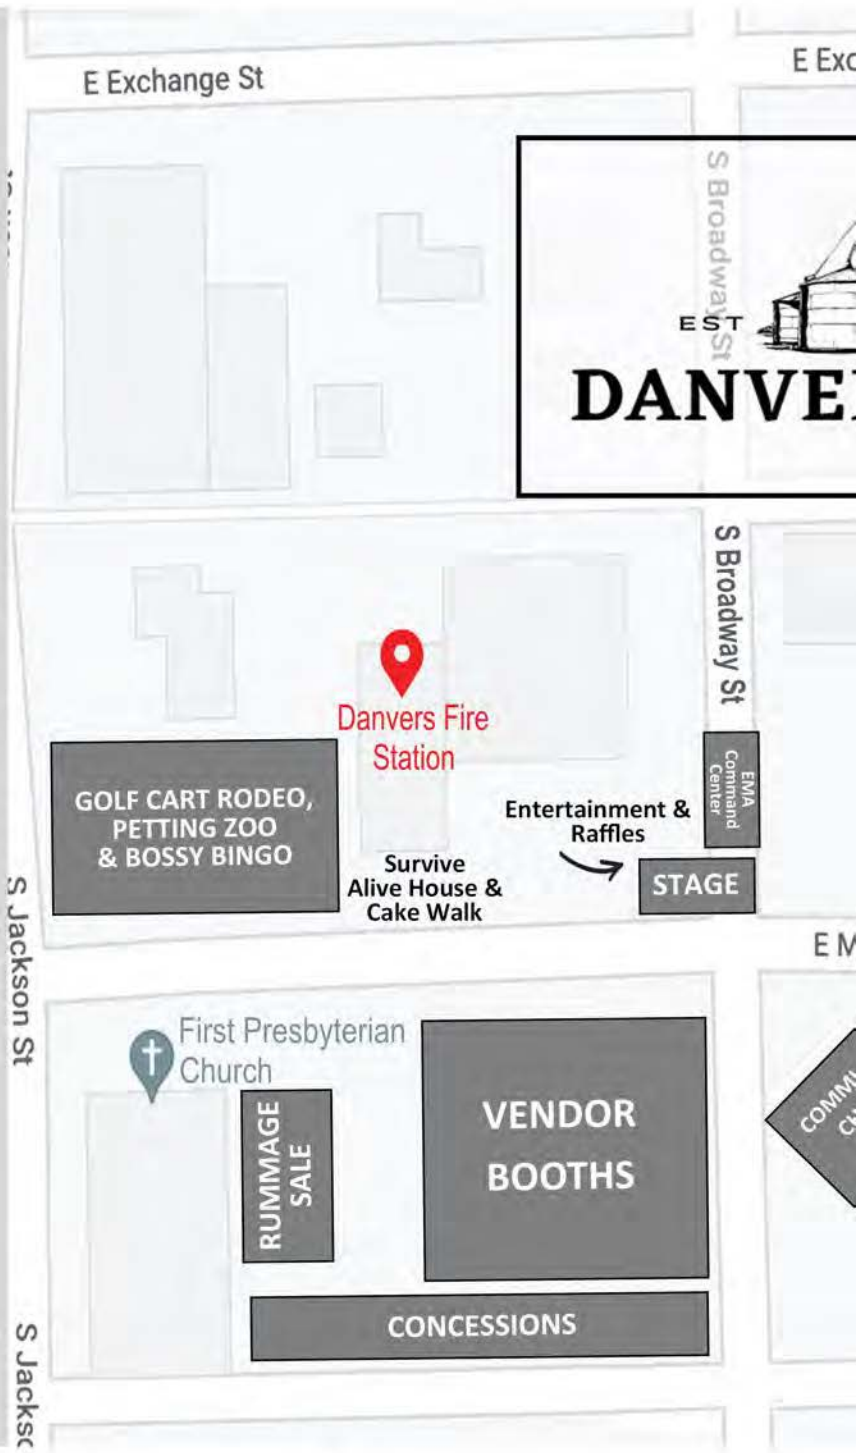 E Exchange St
E Exc
S Broadway St
EST
DANVE
S Broadway St
Danvers Fire
Station
GOLF CART RODEO,
PETTING ZOO
& BOSSY BINGO
EMA
Command
Center
Entertainment &
Raffles
Survive
Alive House &
Cake Walk
STAGE
S Jackson St
E M
First Presbyterian
Church
RUMMAGE
SALE
VENDOR
BOOTHS
COMMU
CH
CONCESSIONS
S Jackso